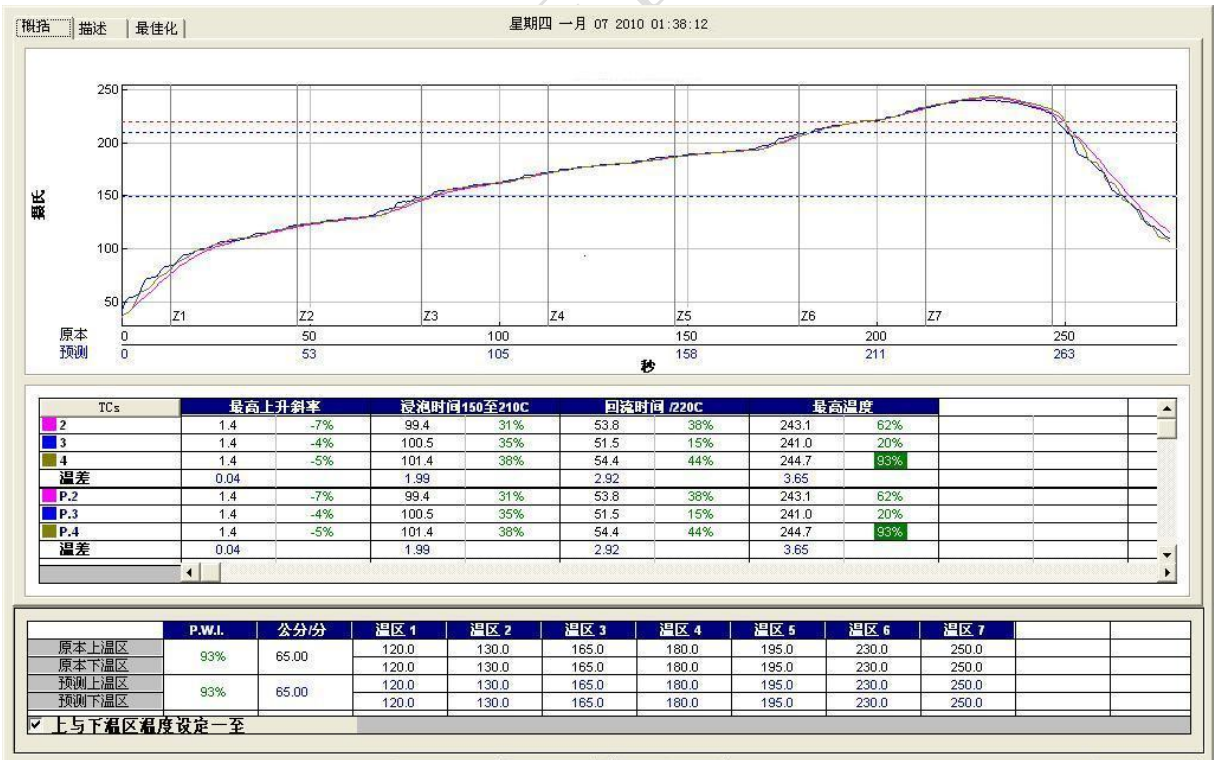 概括 描述 最佳化 星期四 一月 07 2010 01:38:12
250
200
150
摄氏
100
50
Z1 Z2 Z3 Z4 Z5 Z6 Z7
原本 0 50 100 150 200 250
预测 0 53 105 158 211 263
秒
TCs 最高上升斜率 浸泡时间150至210C 回流时间 /220C 最高温度
2 1.4 -7% 99.4 31% 53.8 38% 243.1 62%
3 1.4 -4% 100.5 35% 51.5 15% 241.0 20%
4 1.4 -5% 101.4 38% 54.4 44% 244.7 93%
温差 0.04 1.99 2.92 3.65
P.2 1.4 -7% 99.4 31% 53.8 38% 243.1 62%
P.3 1.4 -4% 100.5 35% 51.5 15% 241.0 20%
P.4 1.4 -5% 101.4 38% 54.4 44% 244.7 93%
温差 0.04 1.99 2.92 3.65
P.W.I. 公分/分 温区 1 温区 2 温区 3 温区 4 温区 5 温区 6 温区 7
原本上温区 93% 65.00 120.0 130.0 165.0 180.0 195.0 230.0 250.0
原本下温区 120.0 130.0 165.0 180.0 195.0 230.0 250.0
预测上温区 93% 65.00 120.0 130.0 165.0 180.0 195.0 230.0 250.0
预测下温区 120.0 130.0 165.0 180.0 195.0 230.0 250.0
上与下温区温度设定一至